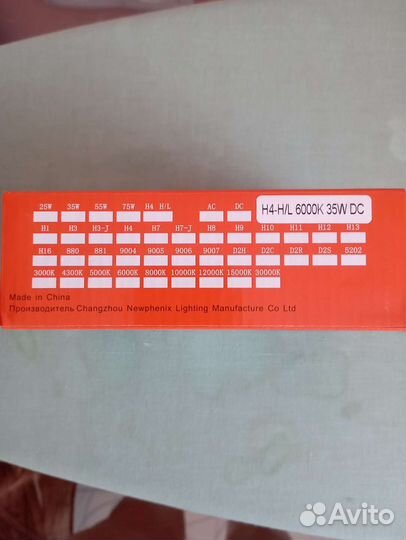 25W 35W 55W 75W H4 H/L AC DC H4-H/L 6000K 35W DC
H1 H3 H3-J H4 H7 H7-J H8 H9 H10 H11 H12 H13
H16 880 881 9004 9005 9006 9007 D2H D2C D2R D2S 5202
3000K 4300K 5000K 6000K 8000K 10000K 12000K 15000K 30000K
Made in China
Производитель Changzhou Newphenix Lighting Manufacture Co Ltd
Avito